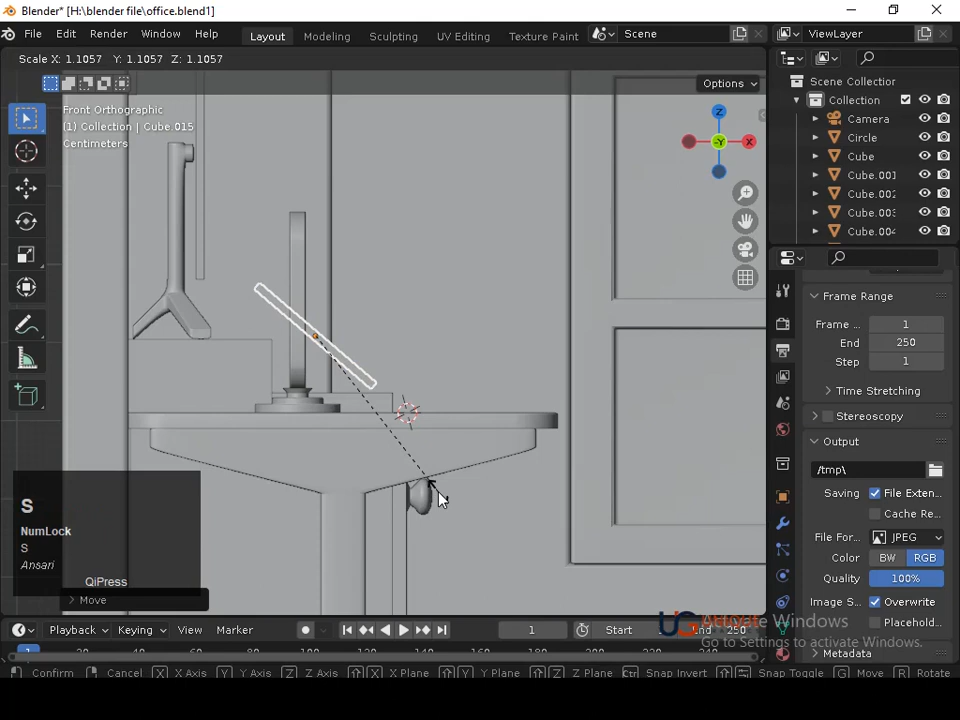 Blender* [H:\blender file\office.blend1]
File Edit Render Window Help Layout Modeling Sculpting UV Editing Texture Paint Scene ViewLayer
Scale X: 1.1057 Y: 1.1057 Z: 1.1057
Options
Front Orthographic
(1) Collection | Cube.015
Centimeters
Z
X
-Y
Scene Collection
Collection
Camera
Circle
Cube
Cube.001
Cube.002
Cube.003
Cube.004
Frame Range
Frame 1
End 250
Step 1
Time Stretching
Stereoscopy
Output
/tmp\
Saving File Exten...
Cache Re...
File For... JPEG
Color BW RGB
Quality 100%
Image S... Overwrite
Placehold...
Metadata
S
NumLock
S
Ansari
QiPress
Move
Activate Windows
Go to Settings to activate Windows.
Playback Keying View Marker 1 Start End 250
Confirm Cancel X X Axis Y Y Axis Z Z Axis X X Plane Y Y Plane Z Z Plane Ctrl Snap Invert Snap Toggle G Move R Rotate